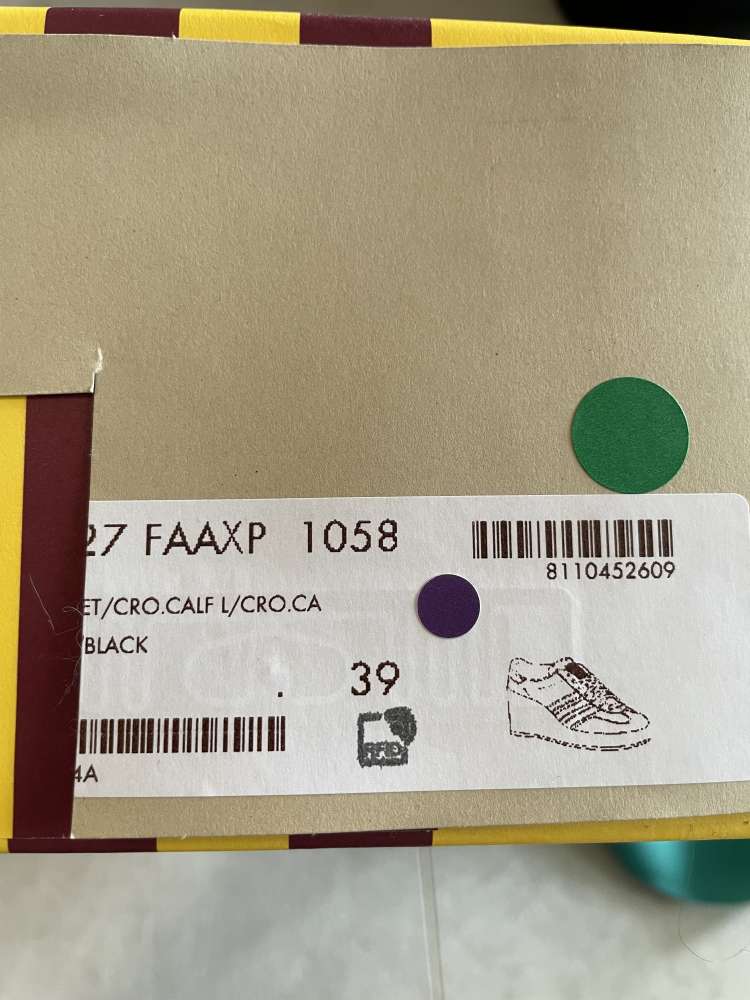 27 FAAXP 1058
8110452609
ET/CRO.CALF L/CRO.CA
/BLACK
. 39
RFID
4A